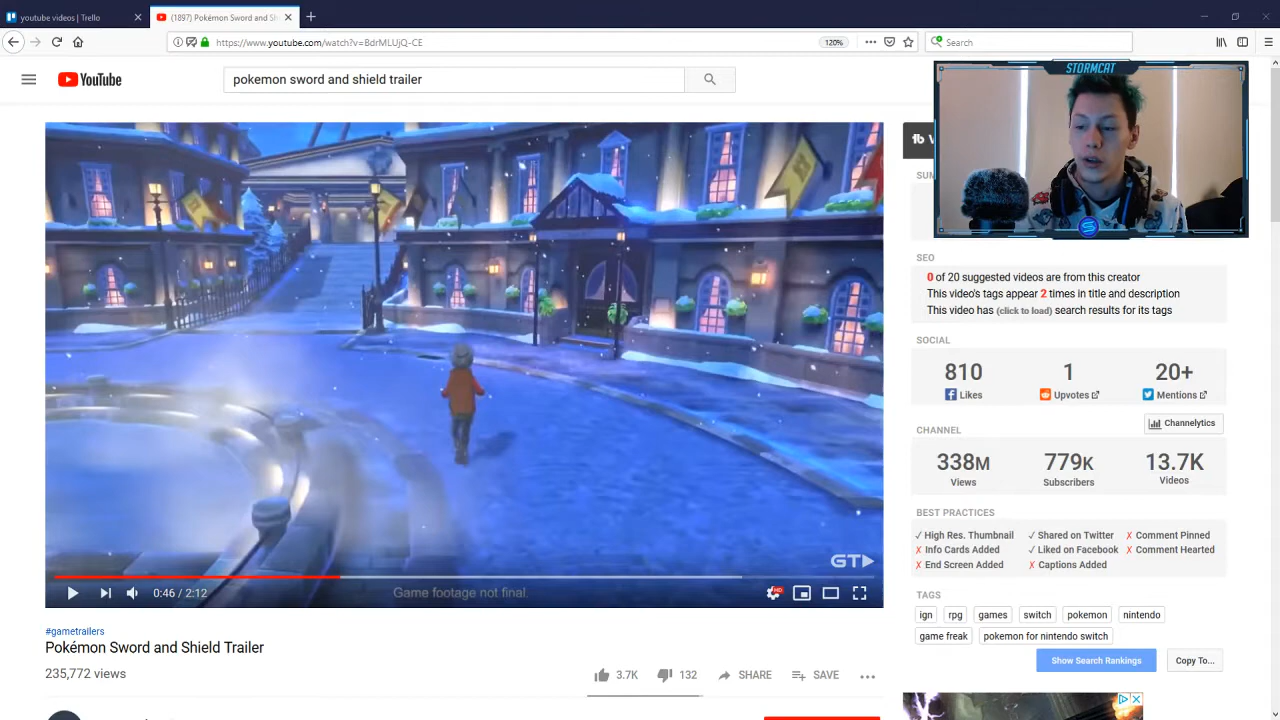 youtube videos | Trello
(1897) Pokémon Sword and Sh
https://www.youtube.com/watch?v=BdrMLUjQ-CE
120%
Search
YouTube
pokemon sword and shield traier
STORMCAT
SEO
0 of 20 suggested videos are from this creator
This video's tags appear 2 times in title and description
This video has (click to load) search results for its tags
SOCIAL
810
1
20+
Likes
Upvotes
Mentions
CHANNEL
Channelytics
338M
779K
13.7K
Views
Subscribers
Videos
BEST PRACTICES
✓ High Res. Thumbnail
✓ Shared on Twitter
✗ Comment Pinned
✗ Info Cards Added
✓ Liked on Facebook
✗ Comment Hearted
✗ End Screen Added
✗ Captions Added
TAGS
ign
rpg
games
switch
pokemon
nintendo
game freak
pokemon for nintendo switch
Show Search Rankings
Copy To...
GT
0:46 / 2:12
Game footage not final.
HD
#gametrailers
Pokémon Sword and Shield Trailer
235,772 views
3.7K
132
SHARE
SAVE